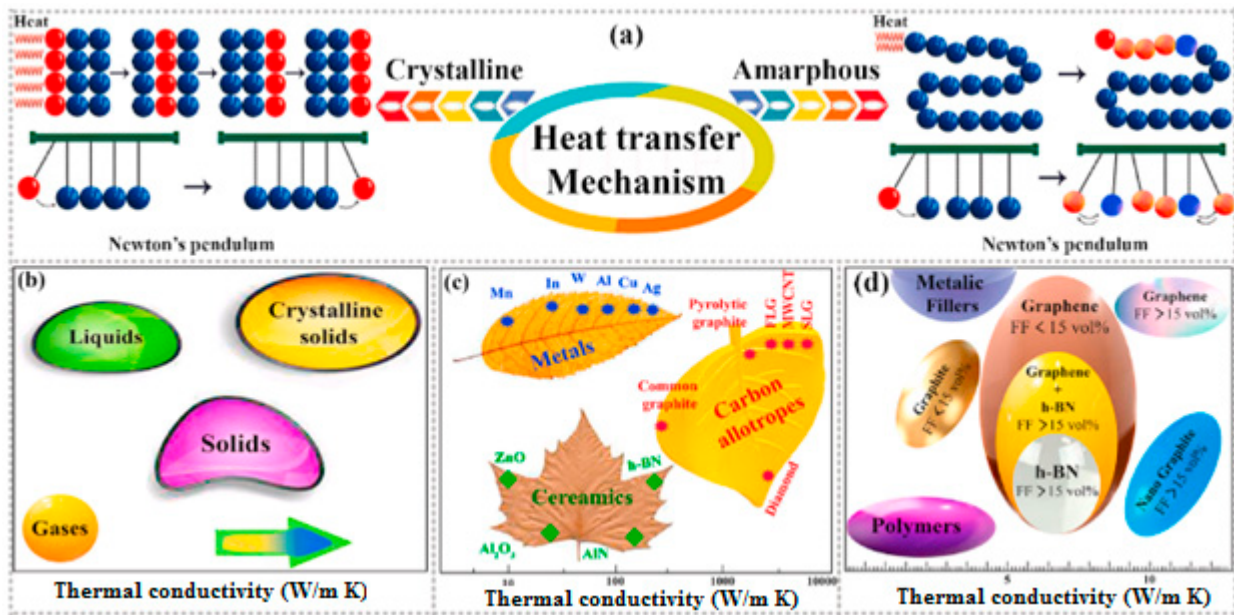 (a)
Heat
Crystalline
Newton's pendulum
Heat transfer
Mechanism
Amarphous
Heat
Newton's pendulum
(b)
Liquids
Crystalline
solids
Solids
Gases
Thermal conductivity (W/m K)
(c)
Mn
In
W
Al
Cu
Ag
Metals
Pyrolytic
graphite
FLG
MWCNT
SLG
Common
graphite
Carbon
allotropes
Diamond
ZnO
h-BN
Cereamics
Al₂O₃
AlN
10
100
1000
10000
Thermal conductivity (W/m K)
(d)
Metalic
Fillers
Graphene
FF < 15 vol%
Graphene
FF > 15 vol%
Graphite
FF < 15 vol%
Graphene
+
h-BN
FF > 15 vol%
h-BN
FF > 15 vol%
Nano Graphite
FF > 15 vol%
Polymers
5
10
Thermal conductivity (W/m K)